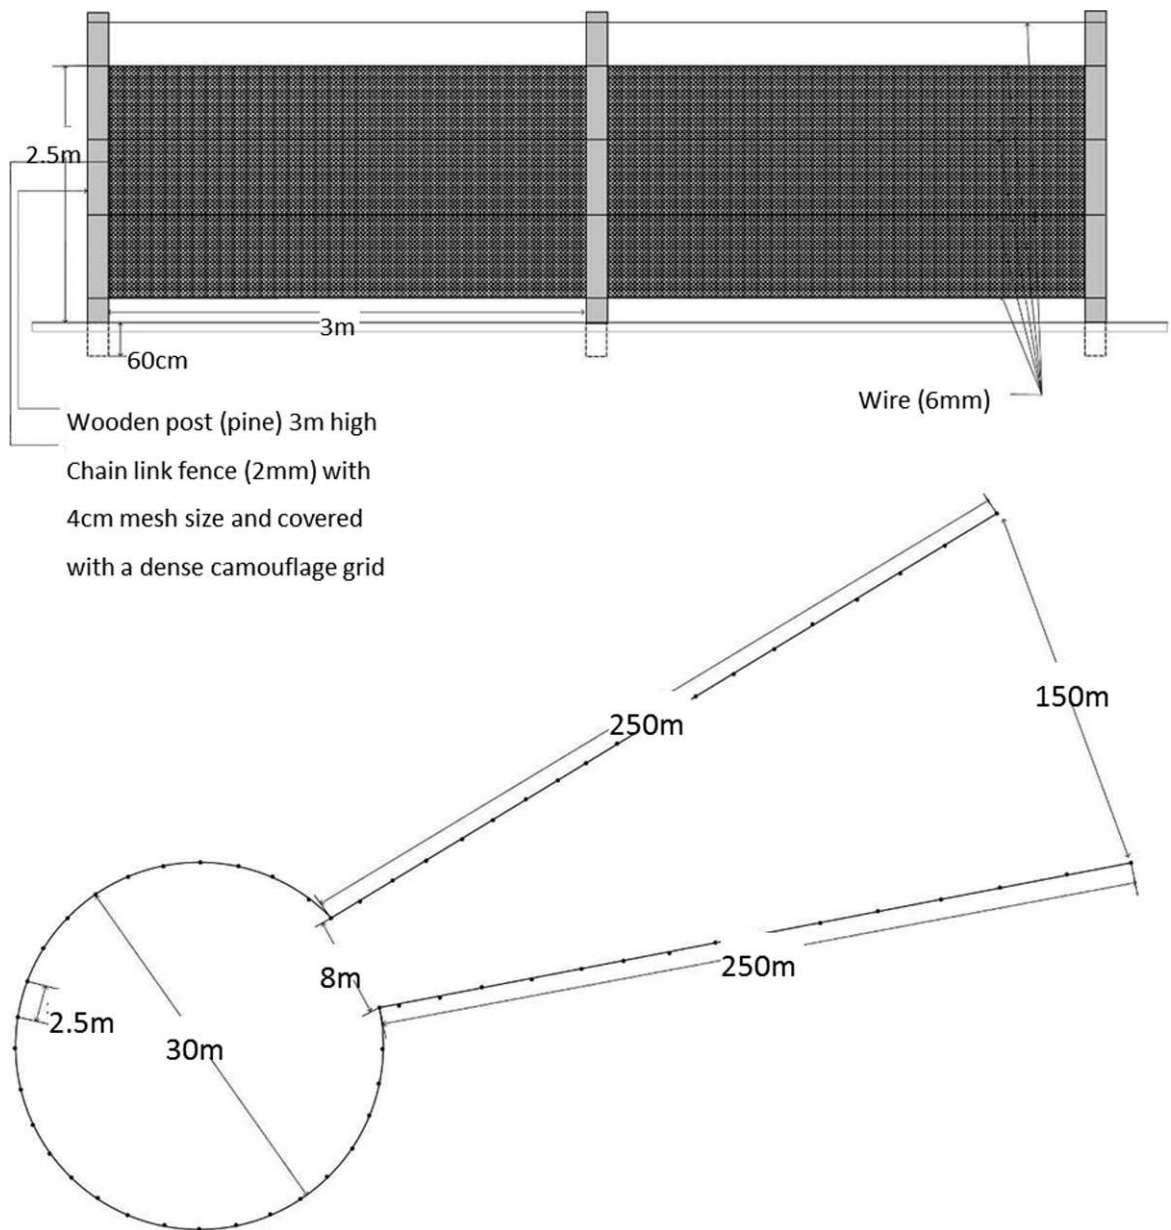 2.5m
3m
60cm
Wire (6mm)
Wooden post (pine) 3m high
Chain link fence (2mm) with
4cm mesh size and covered
with a dense camouflage grid
250m
150m
8m
250m
2.5m
30m